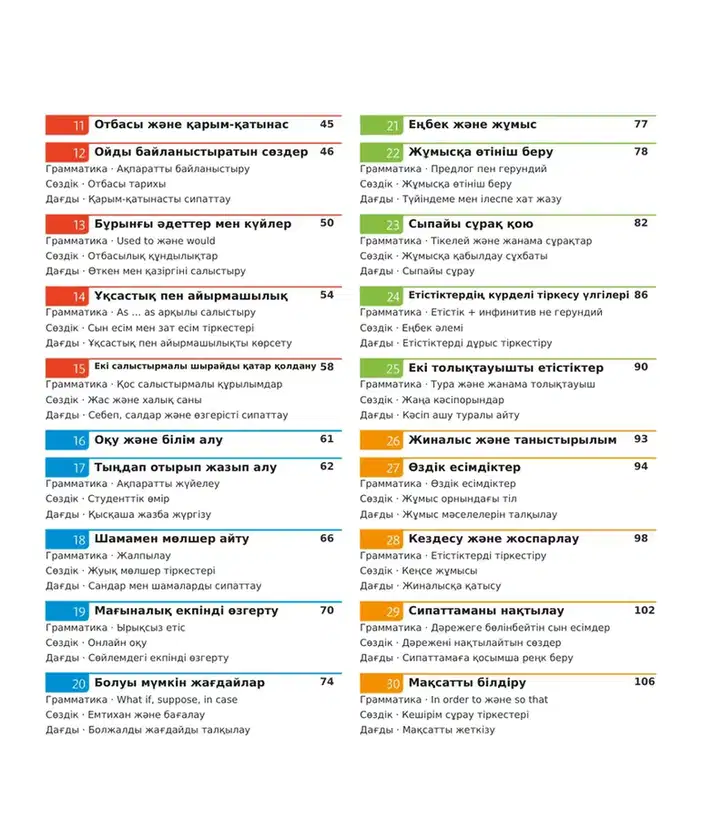 11 Отбасы және қарым-қатынас 45
12 Ойды байланыстыратын сөздер 46
Грамматика · Ақпаратты байланыстыру
Сөздік · Отбасы тарихы
Дағды · Қарым-қатынасты сипаттау
13 Бұрынғы әдеттер мен күйлер 50
Грамматика · Used to және would
Сөздік · Отбасылық құндылықтар
Дағды · Өткен мен қазіргіні салыстыру
14 Ұқсастық пен айырмашылық 54
Грамматика · As ... as арқылы салыстыру
Сөздік · Сын есім мен зат есім тіркестері
Дағды · Ұқсастық пен айырмашылықты көрсету
15 Екі салыстырмалы шырайды қатар қолдану 58
Грамматика · Қос салыстырмалы құрылымдар
Сөздік · Жас және халық саны
Дағды · Себеп, салдар және өзгерісті сипаттау
16 Оқу және білім алу 61
17 Тыңдап отырып жазып алу 62
Грамматика · Ақпаратты жүйелеу
Сөздік · Студенттік өмір
Дағды · Қысқаша жазба жүргізу
18 Шамамен мөлшер айту 66
Грамматика · Жалпылау
Сөздік · Жуық мөлшер тіркестері
Дағды · Сандар мен шамаларды сипаттау
19 Мағыналық екпінді өзгерту 70
Грамматика · Ырықсыз етіс
Сөздік · Онлайн оқу
Дағды · Сөйлемдегі екпінді өзгерту
20 Болуы мүмкін жағдайлар 74
Грамматика · What if, suppose, in case
Сөздік · Емтихан және бағалау
Дағды · Болжалды жағдайды талқылау
21 Еңбек және жұмыс 77
22 Жұмысқа өтініш беру 78
Грамматика · Предлог пен герундий
Сөздік · Жұмысқа өтініш беру
Дағды · Түйіндеме мен ілеспе хат жазу
23 Сыпайы сұрақ қою 82
Грамматика · Тікелей және жанама сұрақтар
Сөздік · Жұмысқа қабылдау сұхбаты
Дағды · Сыпайы сұрау
24 Етістіктердің күрделі тіркесу үлгілері 86
Грамматика · Етістік + инфинитив не герундий
Сөздік · Еңбек әлемі
Дағды · Етістіктерді дұрыс тіркестіру
25 Екі толықтауышты етістіктер 90
Грамматика · Тура және жанама толықтауыш
Сөздік · Жаңа кәсіпорындар
Дағды · Кәсіп ашу туралы айту
26 Жиналыс және таныстырылым 93
27 Өздік есімдіктер 94
Грамматика · Өздік есімдіктер
Сөздік · Жұмыс орнындағы тіл
Дағды · Жұмыс мәселелерін талқылау
28 Кездесу және жоспарлау 98
Грамматика · Етістіктерді тіркестіру
Сөздік · Кеңсе жұмысы
Дағды · Жиналысқа қатысу
29 Сипаттаманы нақтылау 102
Грамматика · Дәрежеге бөлінбейтін сын есімдер
Сөздік · Дәрежені нақтылайтын сөздер
Дағды · Сипаттамаға қосымша реңк беру
30 Мақсатты білдіру 106
Грамматика · In order to және so that
Сөздік · Кешірім сұрау тіркестері
Дағды · Мақсатты жеткізу